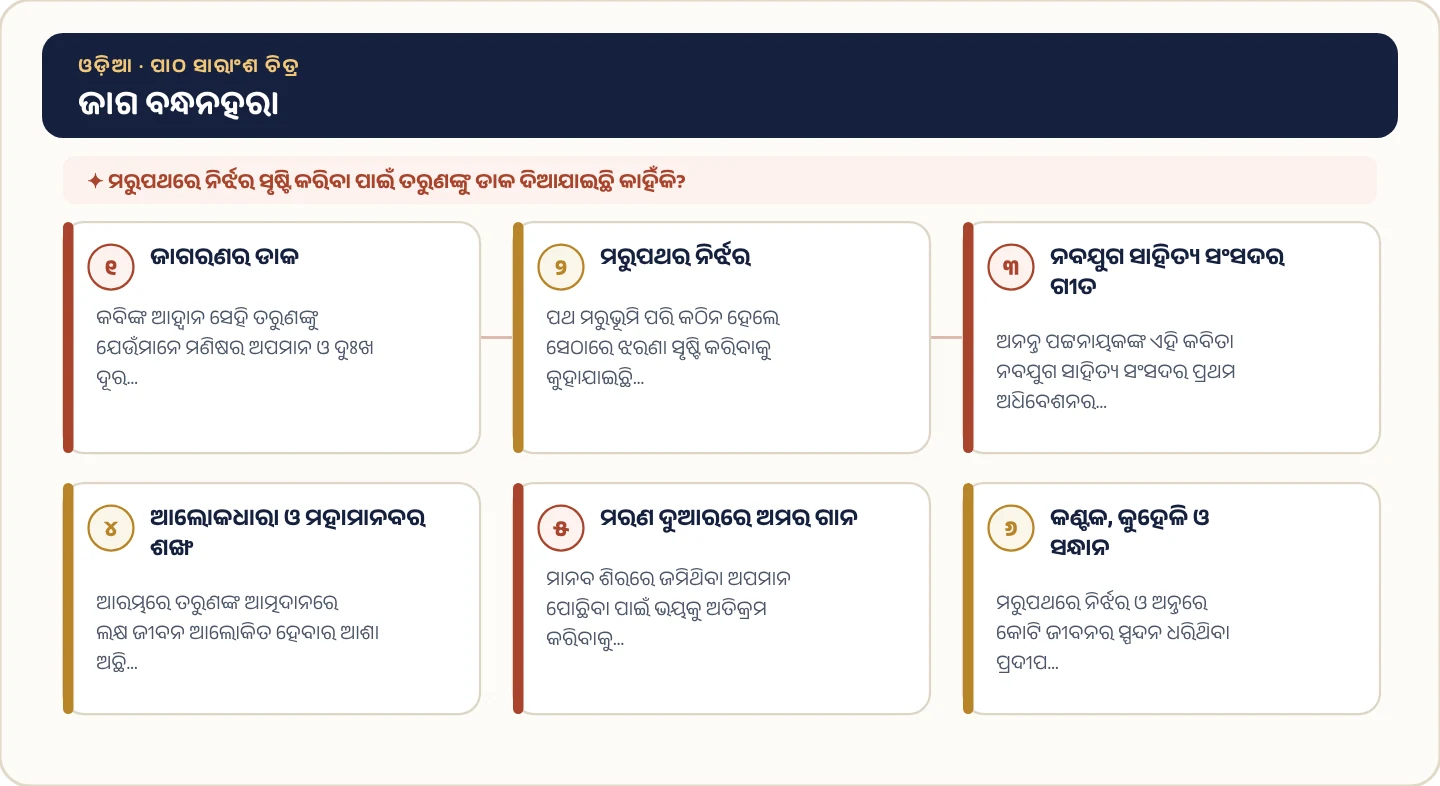 ଓଡ଼ିଆ · ପାଠ ସାରାଂଶ ଚିତ୍ର
ଜାଗ ବନ୍ଧନହରା
✦ ମରୁପଥରେ ନିର୍ଝର ସୃଷ୍ଟି କରିବା ପାଇଁ ତରୁଣଙ୍କୁ ଡାକ ଦିଆଯାଇଛି କାହିଁକି?
୧
ଜାଗରଣର ଡାକ
କବିଙ୍କ ଆହ୍ୱାନ ସେହି ତରୁଣଙ୍କୁ
ଯେଉଁମାନେ ମଣିଷର ଅପମାନ ଓ ଦୁଃଖ
ଦୂର...
୨
ମରୁପଥର ନିର୍ଝର
ପଥ ମରୁଭୂମି ପରି କଠିନ ହେଲେ
ସେଠାରେ ଝରଣା ସୃଷ୍ଟି କରିବାକୁ
କୁହାଯାଇଛି...
୩
ନବଯୁଗ ସାହିତ୍ୟ ସଂସଦର
ଗୀତ
ଅନନ୍ତ ପଟ୍ଟନାୟକଙ୍କ ଏହି କବିତା
ନବଯୁଗ ସାହିତ୍ୟ ସଂସଦର ପ୍ରଥମ
ଅଧିବେଶନର...
୪
ଆଲୋକଧାରା ଓ ମହାମାନବର
ଶଙ୍ଖ
ଆରମ୍ଭରେ ତରୁଣଙ୍କ ଆତ୍ମଦାନରେ
ଲକ୍ଷ ଜୀବନ ଆଲୋକିତ ହେବାର ଆଶା
ଅଛି...
୫
ମରଣ ଦୁଆରରେ ଅମର ଗାନ
ମାନବ ଶିରରେ ଜମିଥିବା ଅପମାନ
ପୋଛିବା ପାଇଁ ଭୟକୁ ଅତିକ୍ରମ
କରିବାକୁ...
୬
କଣ୍ଟକ, କୁହେଳି ଓ
ସନ୍ଧାନ
ମରୁପଥରେ ନିର୍ଝର ଓ ଅନ୍ତରେ
କୋଟି ଜୀବନର ସ୍ପନ୍ଦନ ଧରିଥିବା
ପ୍ରଦୀପ...